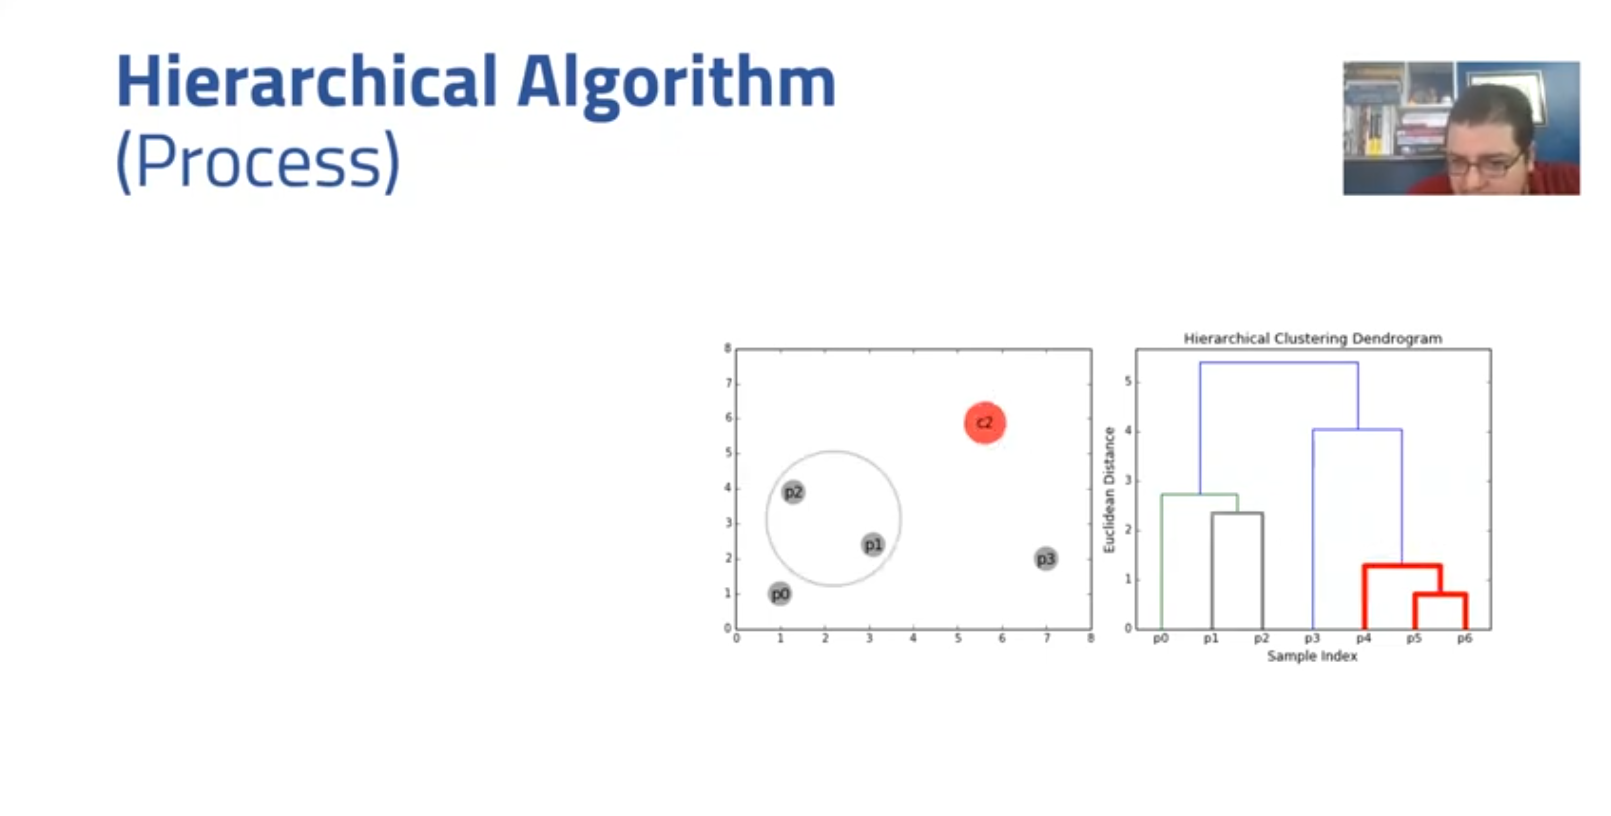 Hierarchical Algorithm
(Process)
8
7
6
5
4
3
2
1
0
c2
p2
p1
p3
p0
0 1 2 3 4 5 6 7 8
Hierarchical Clustering Dendrogram
Euclidean Distance
5
4
3
2
1
0
p0 p1 p2 p3 p4 p5 p6
Sample Index